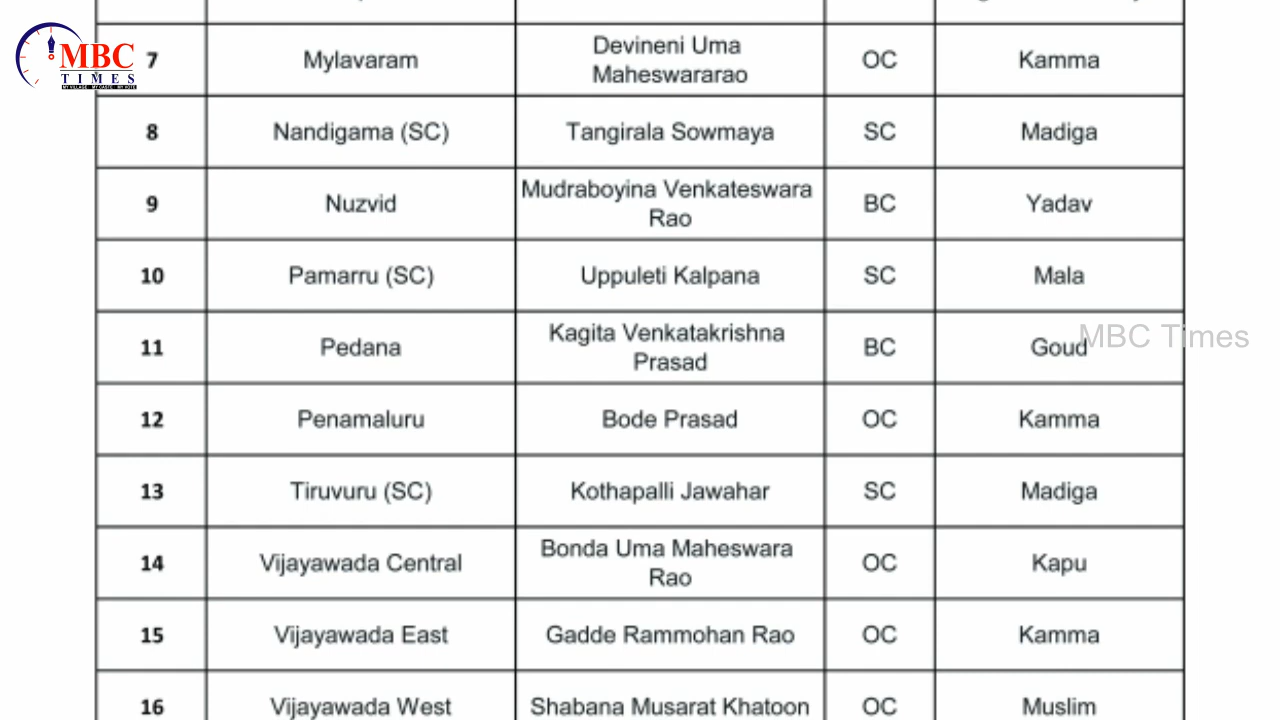 MBC
TIMES
7 Mylavaram Devineni Uma Maheswararao OC Kamma
8 Nandigama (SC) Tangirala Sowmaya SC Madiga
9 Nuzvid Mudraboyina Venkateswara Rao BC Yadav
10 Pamarru (SC) Uppuleti Kalpana SC Mala
11 Pedana Kagita Venkatakrishna Prasad BC Goud
MBC Times
12 Penamaluru Bode Prasad OC Kamma
13 Tiruvuru (SC) Kothapalli Jawahar SC Madiga
14 Vijayawada Central Bonda Uma Maheswara Rao OC Kapu
15 Vijayawada East Gadde Rammohan Rao OC Kamma
16 Vijayawada West Shabana Musarat Khatoon OC Muslim